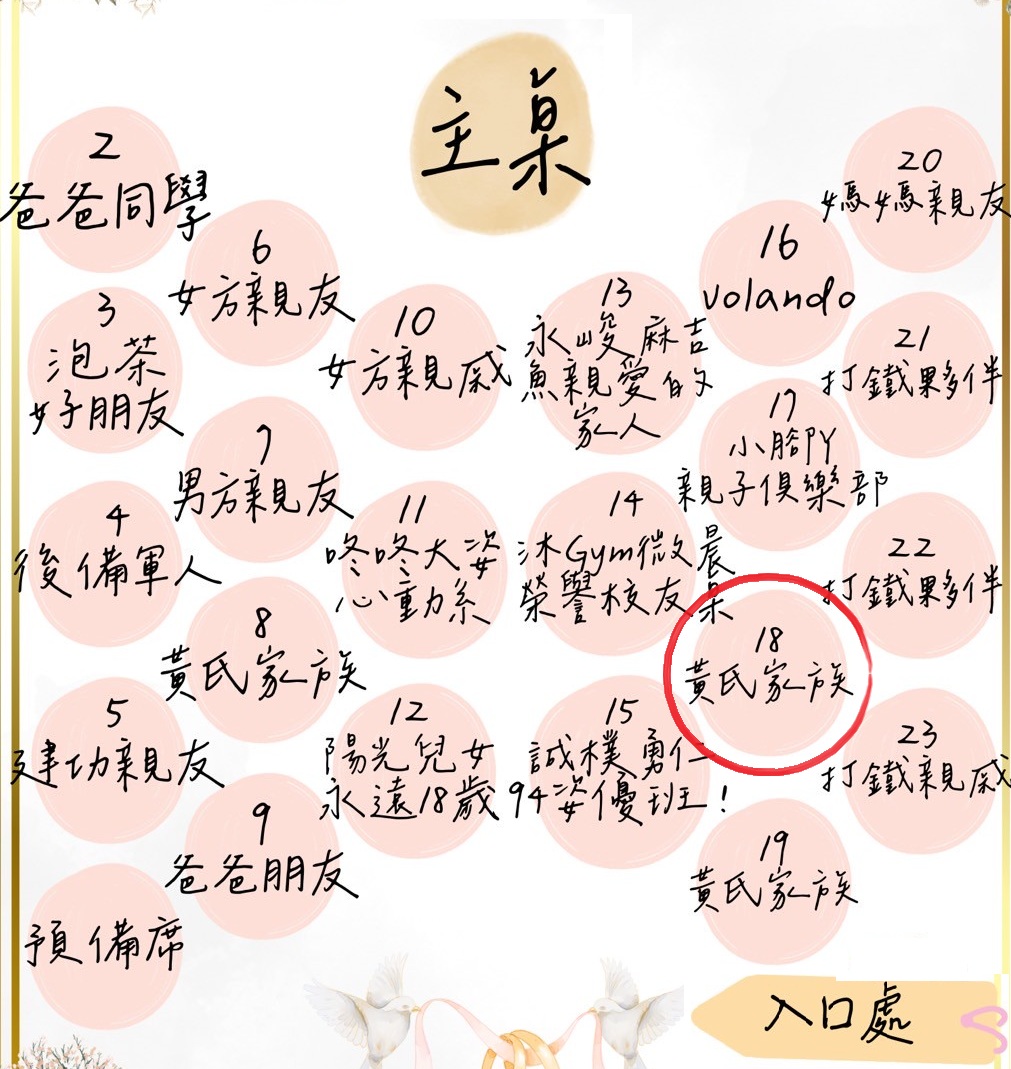 主桌
2
爸爸同學
3
泡茶
好朋友
4
後備軍人
5
建功親友
預備席
6
女方親友
7
男方親友
8
黃氏家族
9
爸爸朋友
10
女方親戚
11
咚咚大姿
心動系
12
陽光兒女
永遠18歲
13
永峻麻吉
魚親愛的
家人
14
沐Gym微晨
榮譽校友桌
15
誠樸勇仁
94姿優班!
16
volando
17
小腳ㄚ
親子俱樂部
18
黃氏家族
19
黃氏家族
20
媽媽親友
21
打鐵夥伴
22
打鐵夥伴
23
打鐵親戚
入口處